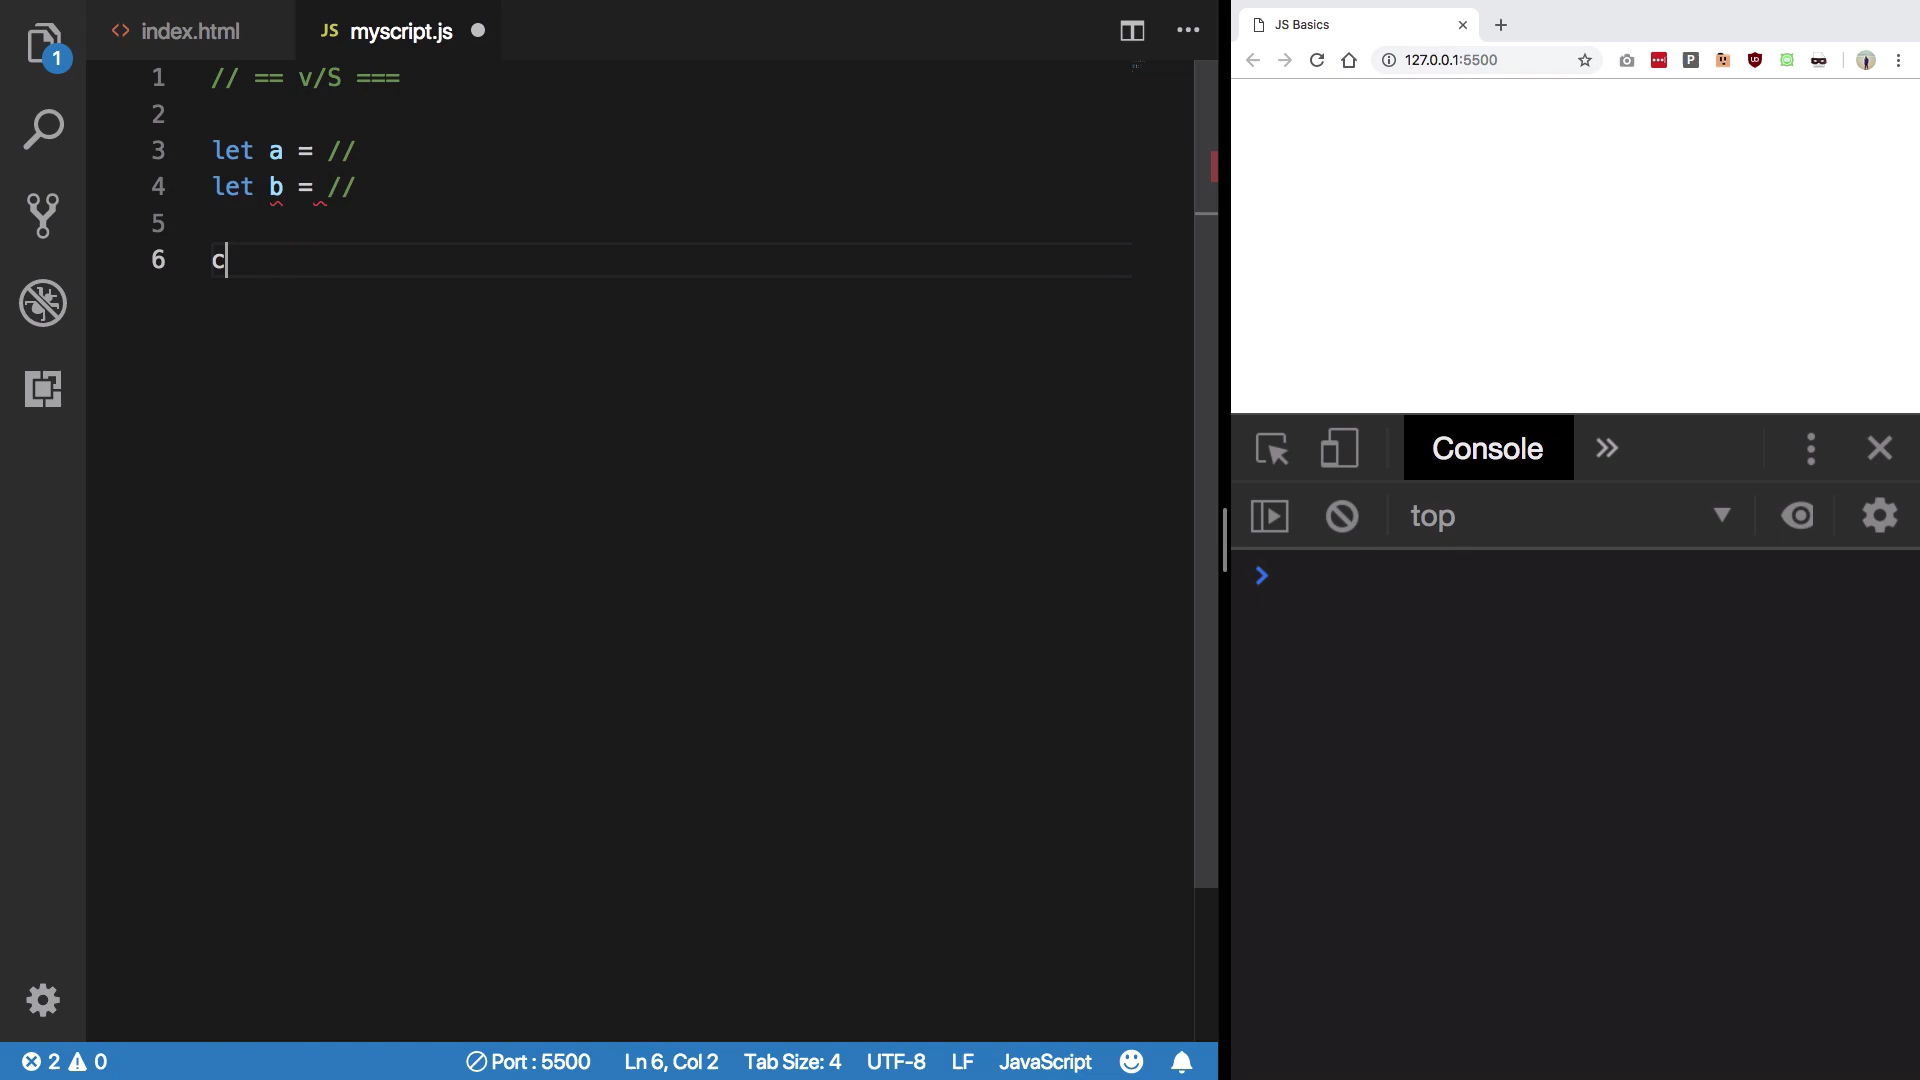 index.html
JS myscript.js
1 // == v/S ===
2
3 let a = //
4 let b = //
5
6 c
1
2 0
Port : 5500
Ln 6, Col 2
Tab Size: 4
UTF-8
LF
JavaScript
JS Basics
127.0.0.1:5500
P
Console
top